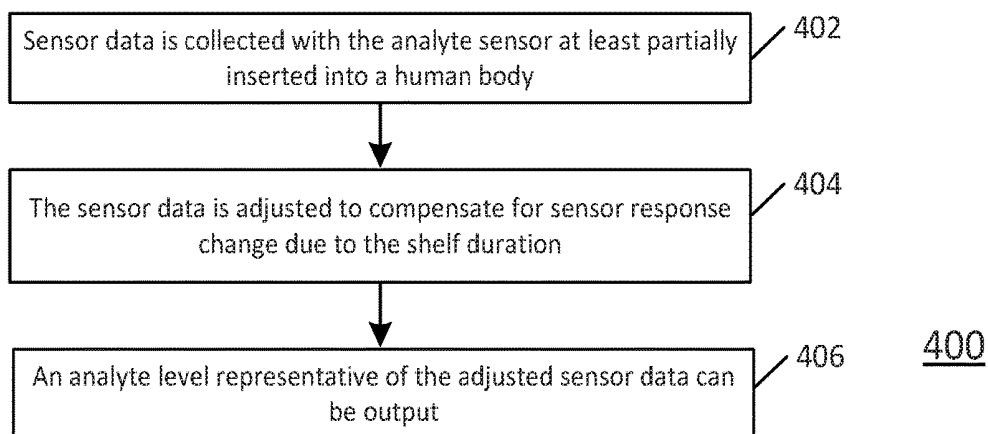 Sensor data is collected with the analyte sensor at least partially
inserted into a human body
402
The sensor data is adjusted to compensate for sensor response
change due to the shelf duration
404
An analyte level representative of the adjusted sensor data can
be output
406
400